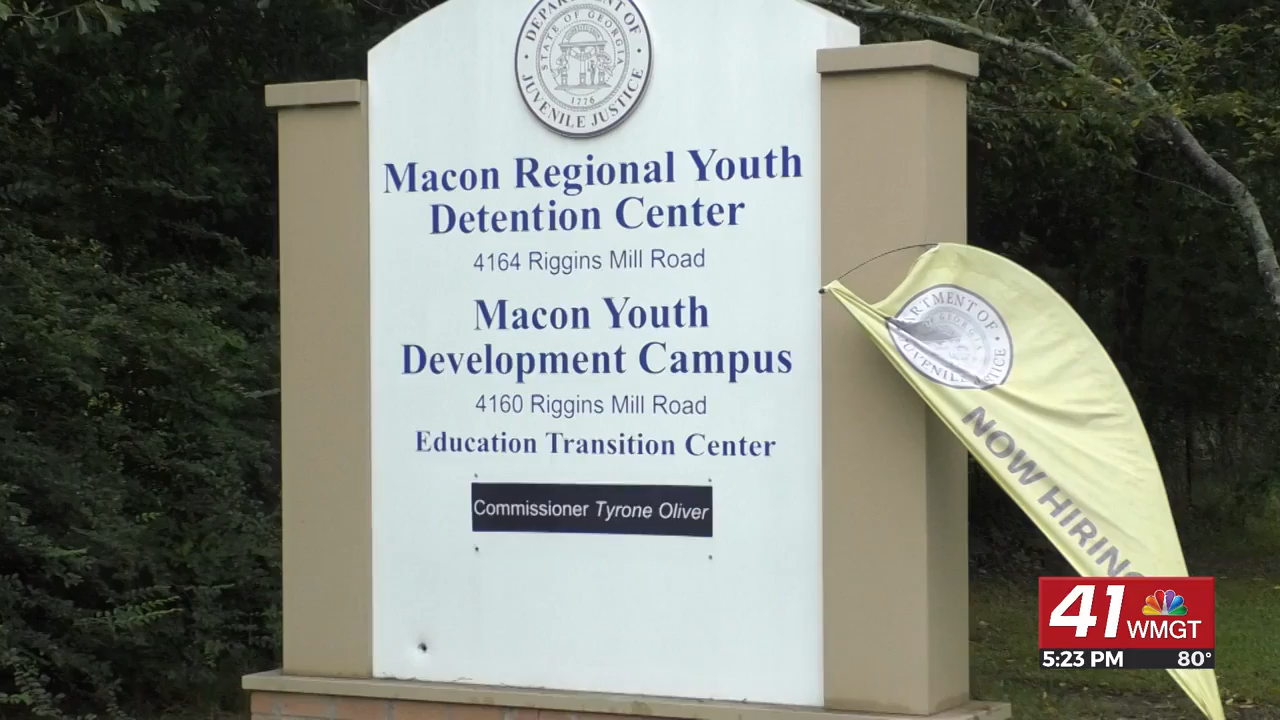 DEPARTMENT OF
STATE OF GEORGIA
1776
JUVENILE JUSTICE
Macon Regional Youth
Detention Center
4164 Riggins Mill Road
Macon Youth
Development Campus
4160 Riggins Mill Road
Education Transition Center
Commissioner Tyrone Oliver
NOW HIRING
41
WMGT
5:23 PM 80°